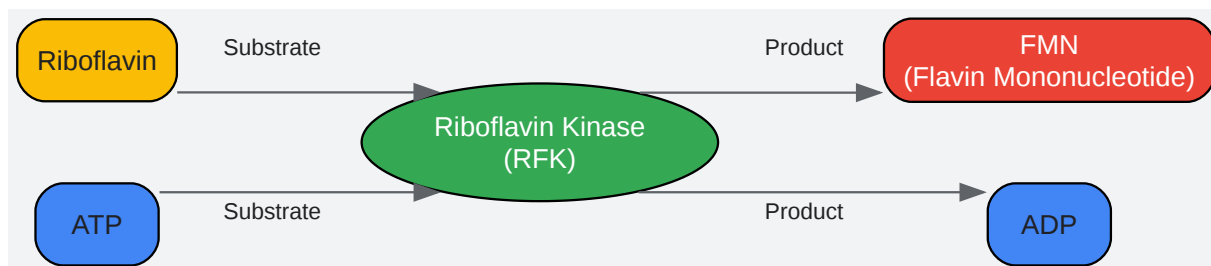 Riboflavin
Substrate
Product
FMN
(Flavin Mononucleotide)
Riboflavin Kinase
(RFK)
ATP
Substrate
Product
ADP